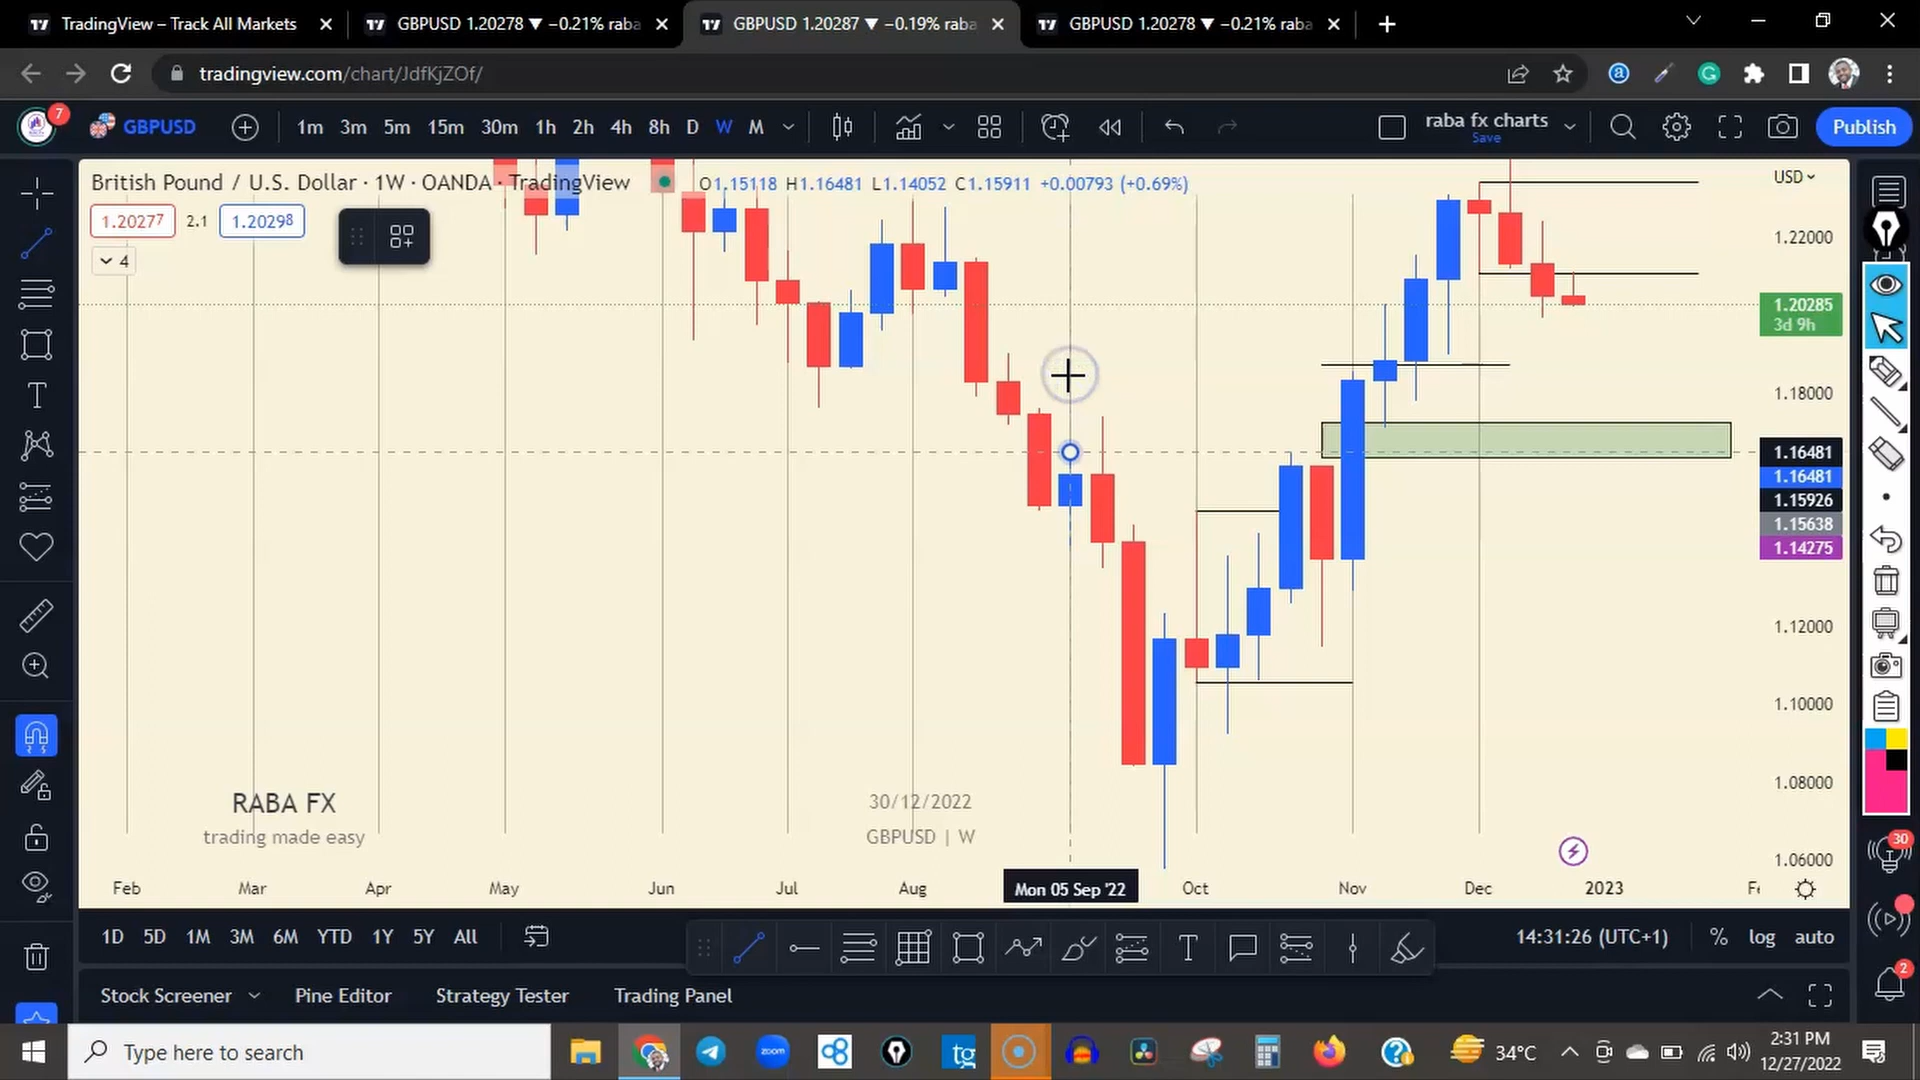 TradingView – Track All Markets
GBPUSD 1.20278 ▼ −0.21% raba
GBPUSD 1.20287 ▼ −0.19% raba
GBPUSD 1.20278 ▼ −0.21% raba
tradingview.com/chart/JdfKjZOf/
7
GBPUSD
1m 3m 5m 15m 30m 1h 2h 4h 8h D W M
raba fx charts
Save
Publish
British Pound / U.S. Dollar · 1W · OANDA · TradingView
O1.15118 H1.16481 L1.14052 C1.15911 +0.00793 (+0.69%)
USD
1.20277 2.1 1.20298
4
1.22000
1.20285
3d 9h
1.18000
1.16481
1.16481
1.15926
1.15638
1.14275
1.12000
1.10000
1.08000
1.06000
RABA FX
trading made easy
30/12/2022
GBPUSD | W
30
Feb Mar Apr May Jun Jul Aug Mon 05 Sep '22 Oct Nov Dec 2023
1D 5D 1M 3M 6M YTD 1Y 5Y All
14:31:26 (UTC+1) % log auto
2
Stock Screener Pine Editor Strategy Tester Trading Panel
Type here to search
zoom
tg
34°C
2:31 PM
12/27/2022